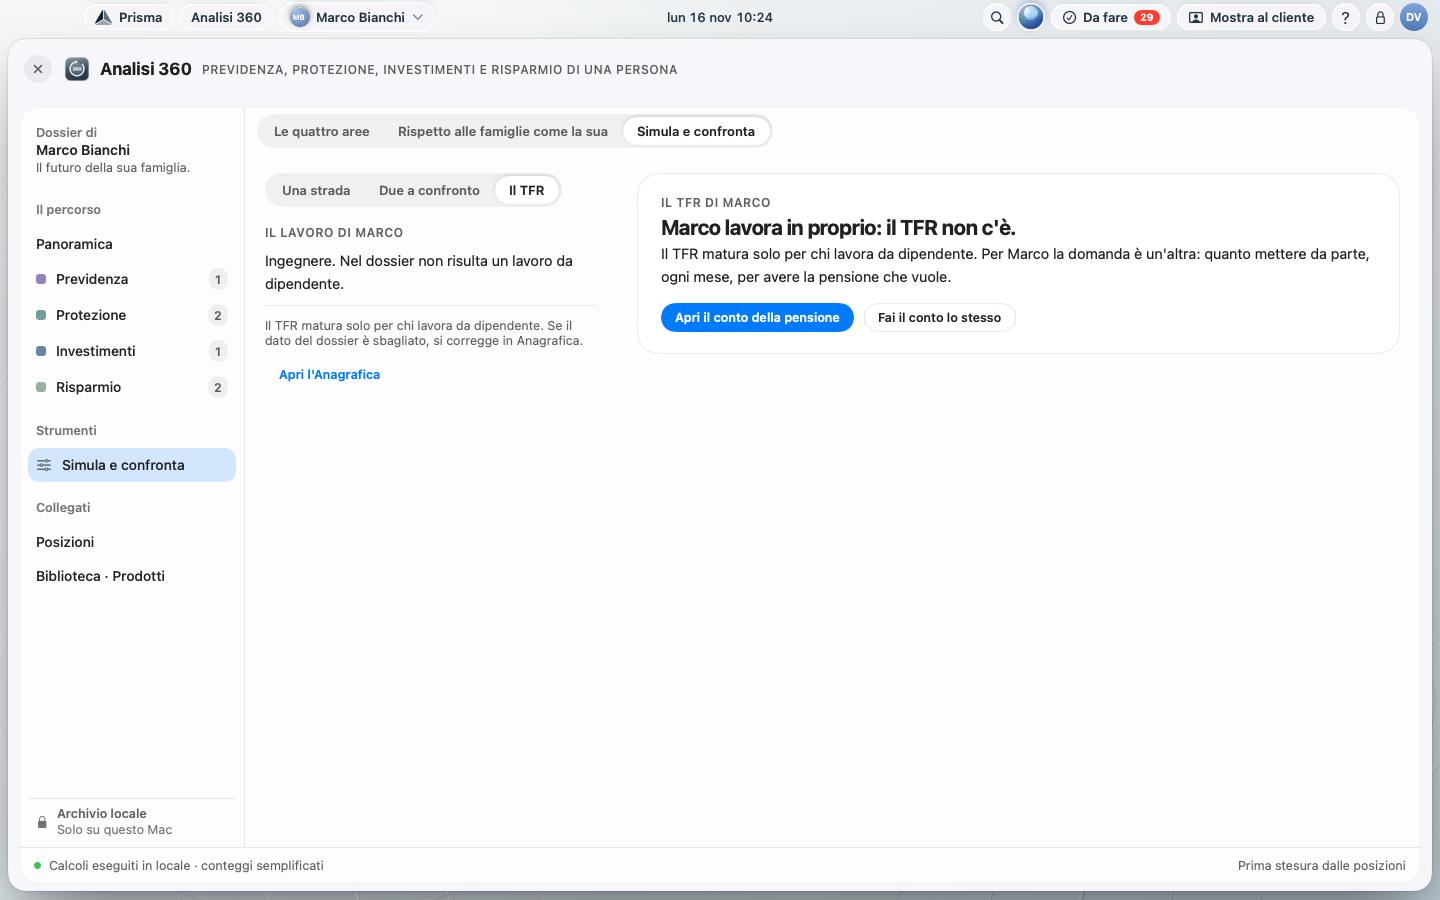 Prisma
Analisi 360
MB Marco Bianchi
lun 16 nov 10:24
Da fare 29
Mostra al cliente
?
DV
360
Analisi 360 PREVIDENZA, PROTEZIONE, INVESTIMENTI E RISPARMIO DI UNA PERSONA
Dossier di
Marco Bianchi
Il futuro della sua famiglia.
Il percorso
Panoramica
Previdenza 1
Protezione 2
Investimenti 1
Risparmio 2
Strumenti
Simula e confronta
Collegati
Posizioni
Biblioteca · Prodotti
Archivio locale
Solo su questo Mac
Le quattro aree
Rispetto alle famiglie come la sua
Simula e confronta
Una strada
Due a confronto
Il TFR
IL LAVORO DI MARCO
Ingegnere. Nel dossier non risulta un lavoro da
dipendente.
Il TFR matura solo per chi lavora da dipendente. Se il
dato del dossier è sbagliato, si corregge in Anagrafica.
Apri l'Anagrafica
IL TFR DI MARCO
Marco lavora in proprio: il TFR non c'è.
Il TFR matura solo per chi lavora da dipendente. Per Marco la domanda è un'altra: quanto mettere da parte,
ogni mese, per avere la pensione che vuole.
Apri il conto della pensione
Fai il conto lo stesso
Calcoli eseguiti in locale · conteggi semplificati
Prima stesura dalle posizioni